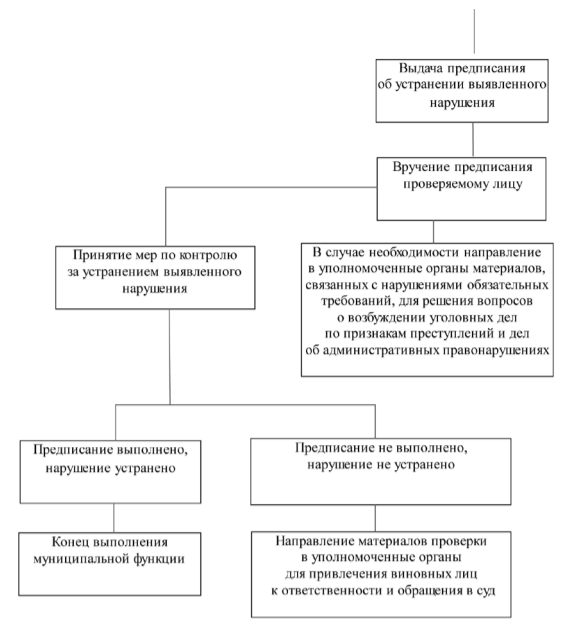 Выдача предписания
об устранении выявленного
нарушения
Вручение предписания
проверяемому лицу
Принятие мер по контролю
за устранением выявленного
нарушения
В случае необходимости направление
в уполномоченные органы материалов,
связанных с нарушениями обязательных
требований, для решения вопросов
о возбуждении уголовных дел
по признакам преступлений и дел
об административных правонарушениях
Предписание выполнено,
нарушение устранено
Предписание не выполнено,
нарушение не устранено
Конец выполнения
муниципальной функции
Направление материалов проверки
в уполномоченные органы
для привлечения виновных лиц
к ответственности и обращения в суд